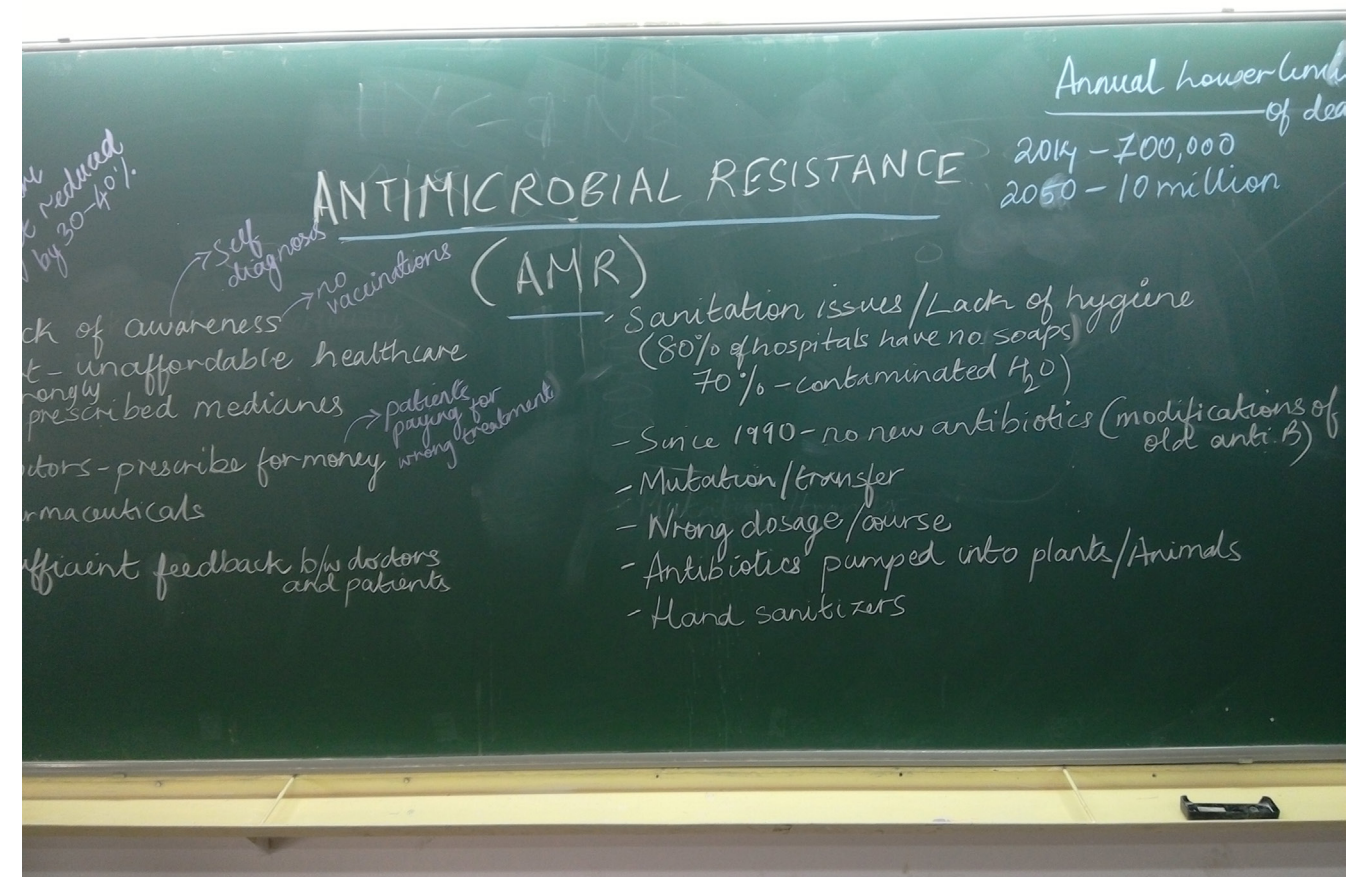 Annual lower limi
of dea
2014 – 700,000
2050 – 10 million
reduced
by 30–40%.
ANTIMICROBIAL RESISTANCE
(AMR)
self
diagnosis
no
vaccinations
ck of awareness
t – unaffordable healthcare
rongly
prescribed medicines
patients
paying for
wrong treatment
ctors – prescribe for money
rmaceuticals
fficient feedback b/w doctors
and patients
- Sanitation issues/Lack of hygiene
(80% of hospitals have no soaps
70% – contaminated H₂O)
- Since 1990 – no new antibiotics (modifications of
old anti.B)
- Mutation/transfer
- Wrong dosage/course
- Antibiotics pumped into plants/Animals
- Hand sanitizers